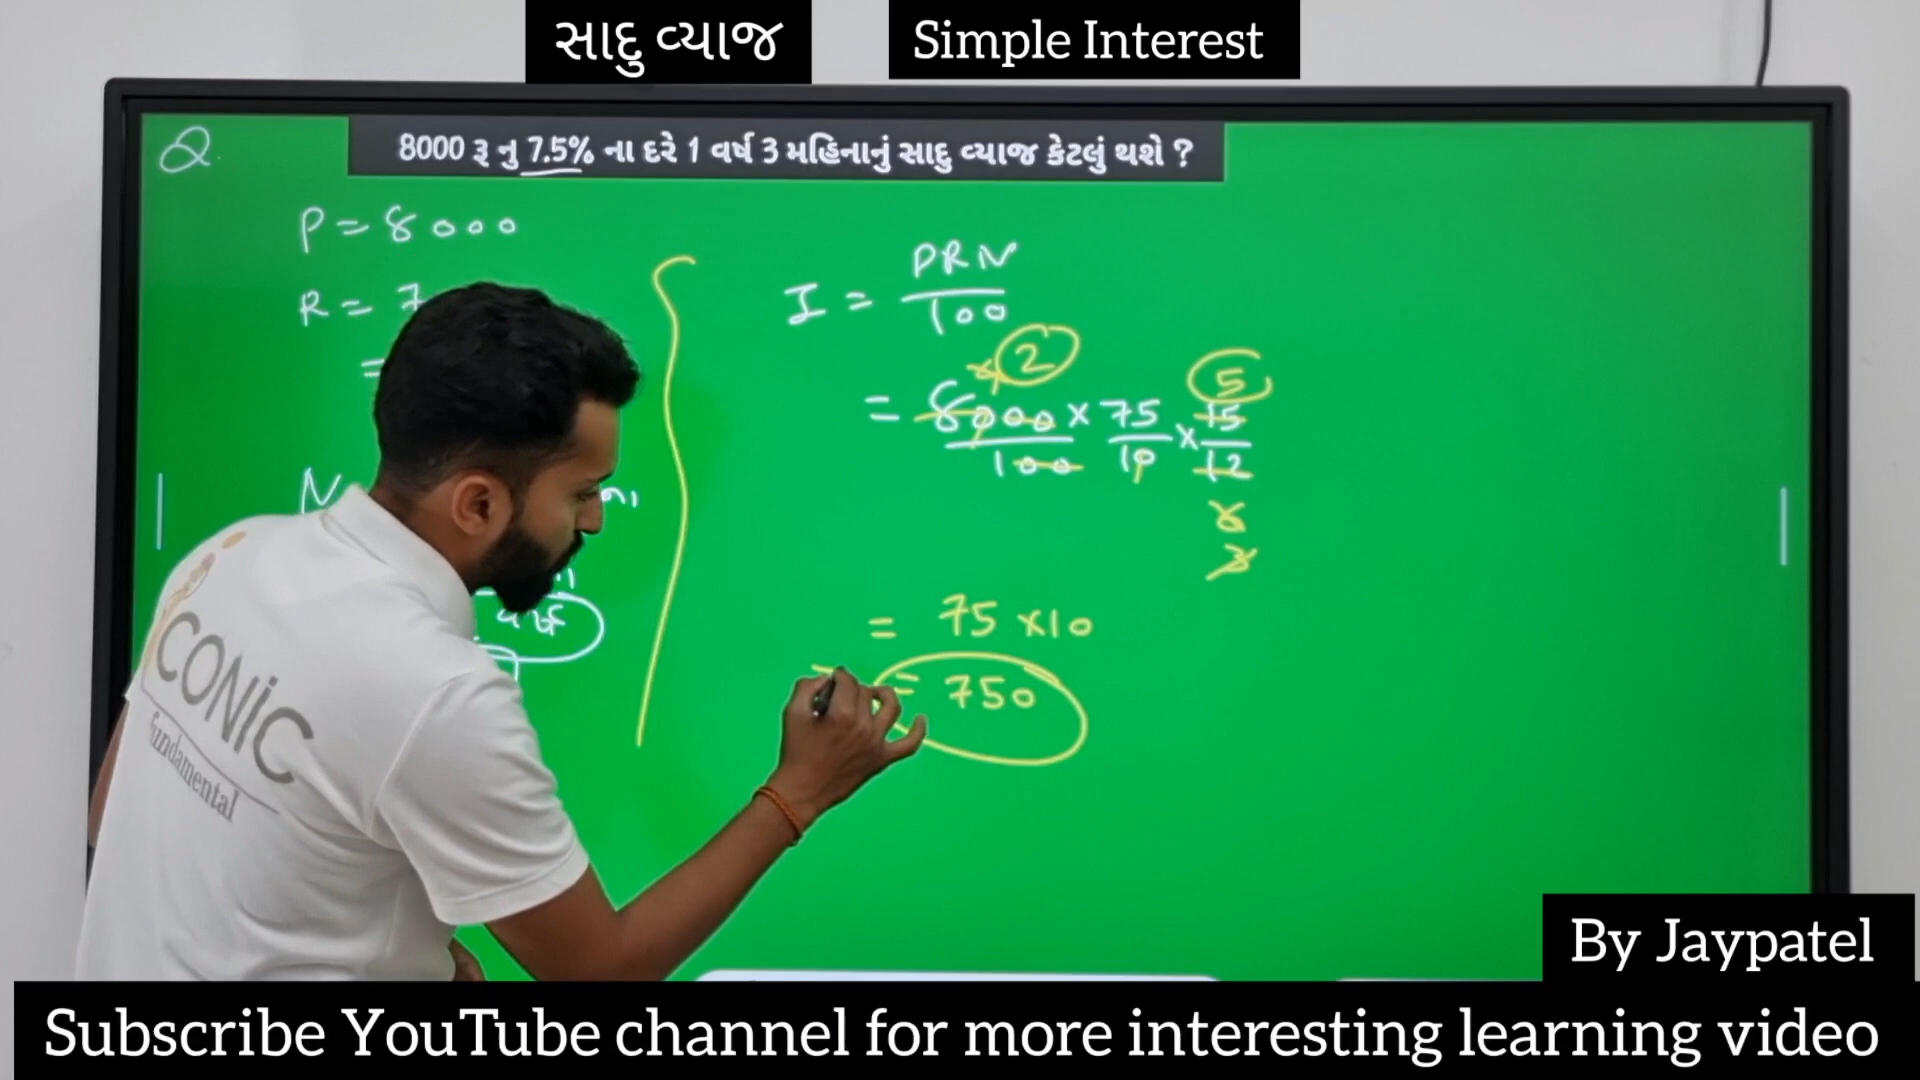 સાદુ વ્યાજ
Simple Interest
Q.
8000 રૂ નુ 7.5% ના દરે 1 વર્ષ 3 મહિનાનું સાદુ વ્યાજ કેટલું થશે ?
P = 8000
R = 7
=
N
વર્ષ
I = PRN / 100
= 8000 / 100 × 75 / 10 × 15 / 12
2
5
= 75 × 10
= 750
CONiC
fundamental
By Jaypatel
Subscribe YouTube channel for more interesting learning video